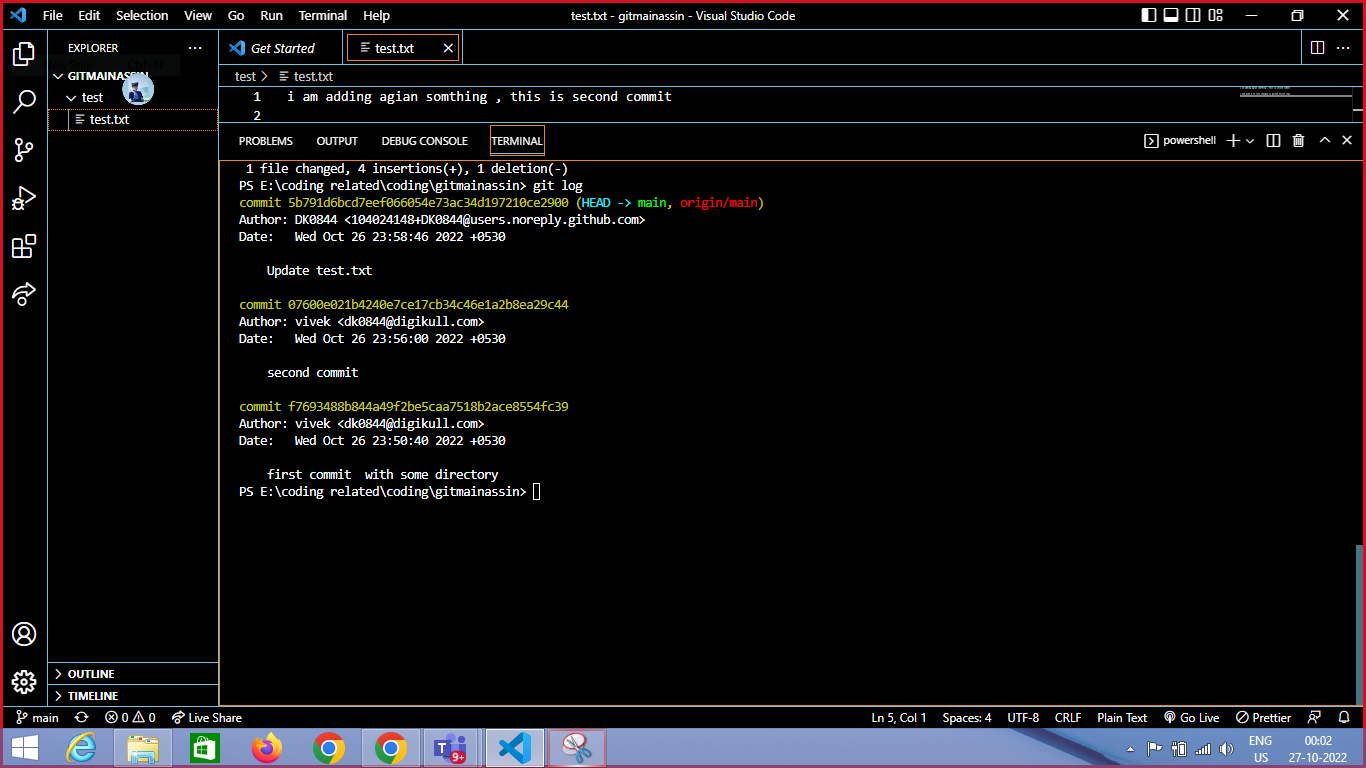 File Edit Selection View Go Run Terminal Help
test.txt - gitmainassin - Visual Studio Code
EXPLORER
GITMAINASSIN
test
test.txt
Get Started
test.txt
test > test.txt
1 i am adding agian somthing , this is second commit
2
PROBLEMS OUTPUT DEBUG CONSOLE TERMINAL
powershell
1 file changed, 4 insertions(+), 1 deletion(-)
PS E:\coding related\coding\gitmainassin> git log
commit 5b791d6bcd7eef066054e73ac34d197210ce2900 (HEAD -> main, origin/main)
Author: DK0844 <104024148+DK0844@users.noreply.github.com>
Date:   Wed Oct 26 23:58:46 2022 +0530
Update test.txt
commit 07600e021b4240e7ce17cb34c46e1a2b8ea29c44
Author: vivek <dk0844@digikull.com>
Date:   Wed Oct 26 23:56:00 2022 +0530
second commit
commit f7693488b844a49f2be5caa7518b2ace8554fc39
Author: vivek <dk0844@digikull.com>
Date:   Wed Oct 26 23:50:40 2022 +0530
first commit  with some directory
PS E:\coding related\coding\gitmainassin>
OUTLINE
TIMELINE
main 0 0 Live Share
Ln 5, Col 1 Spaces: 4 UTF-8 CRLF Plain Text Go Live Prettier
T 9+
ENG
US
00:02
27-10-2022